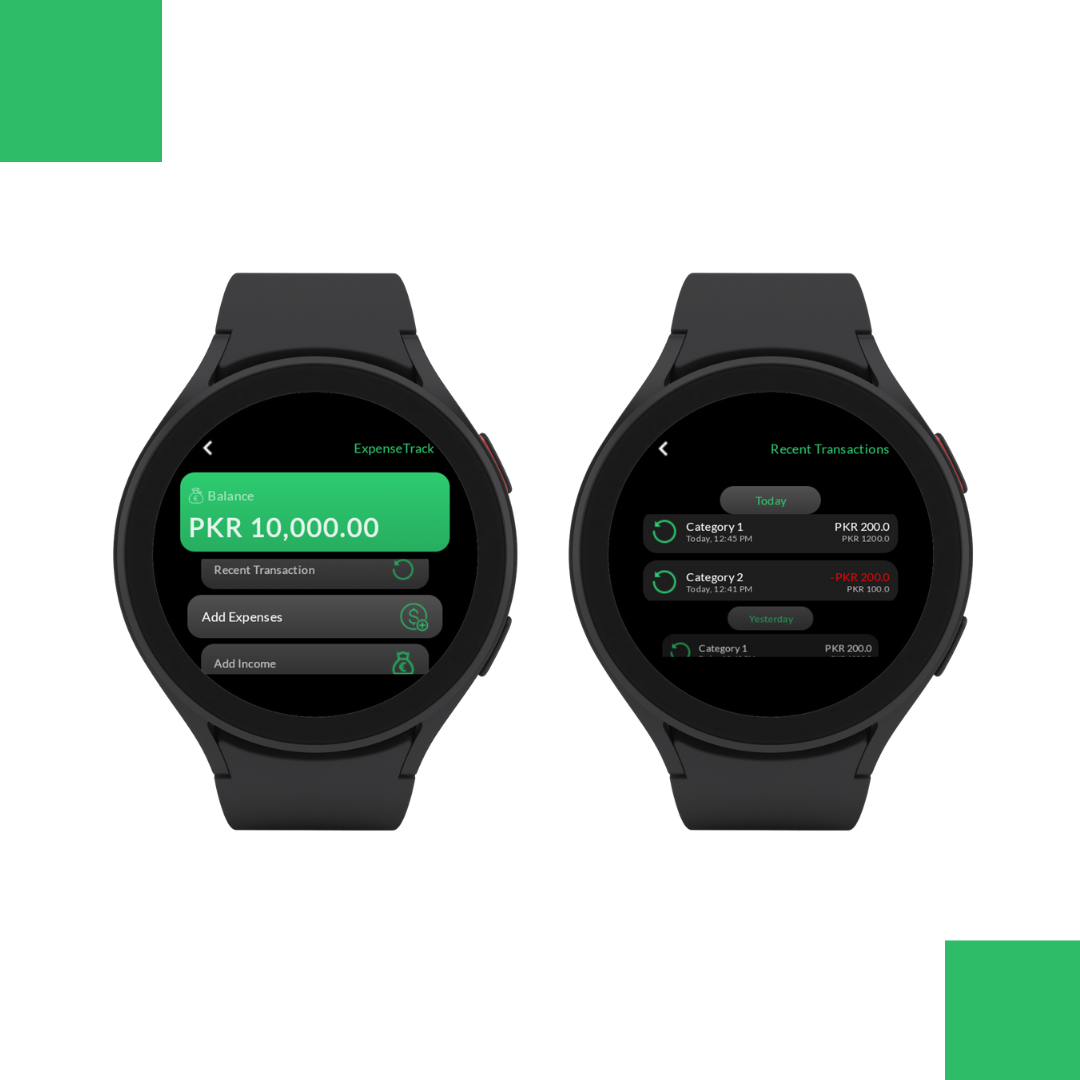 ExpenseTrack
Balance
PKR 10,000.00
Recent Transaction
Add Expenses
Add Income
Recent Transactions
Today
Category 1 PKR 200.0
Today, 12:45 PM PKR 1200.0
Category 2 -PKR 200.0
Today, 12:41 PM PKR 100.0
Yesterday
Category 1 PKR 200.0